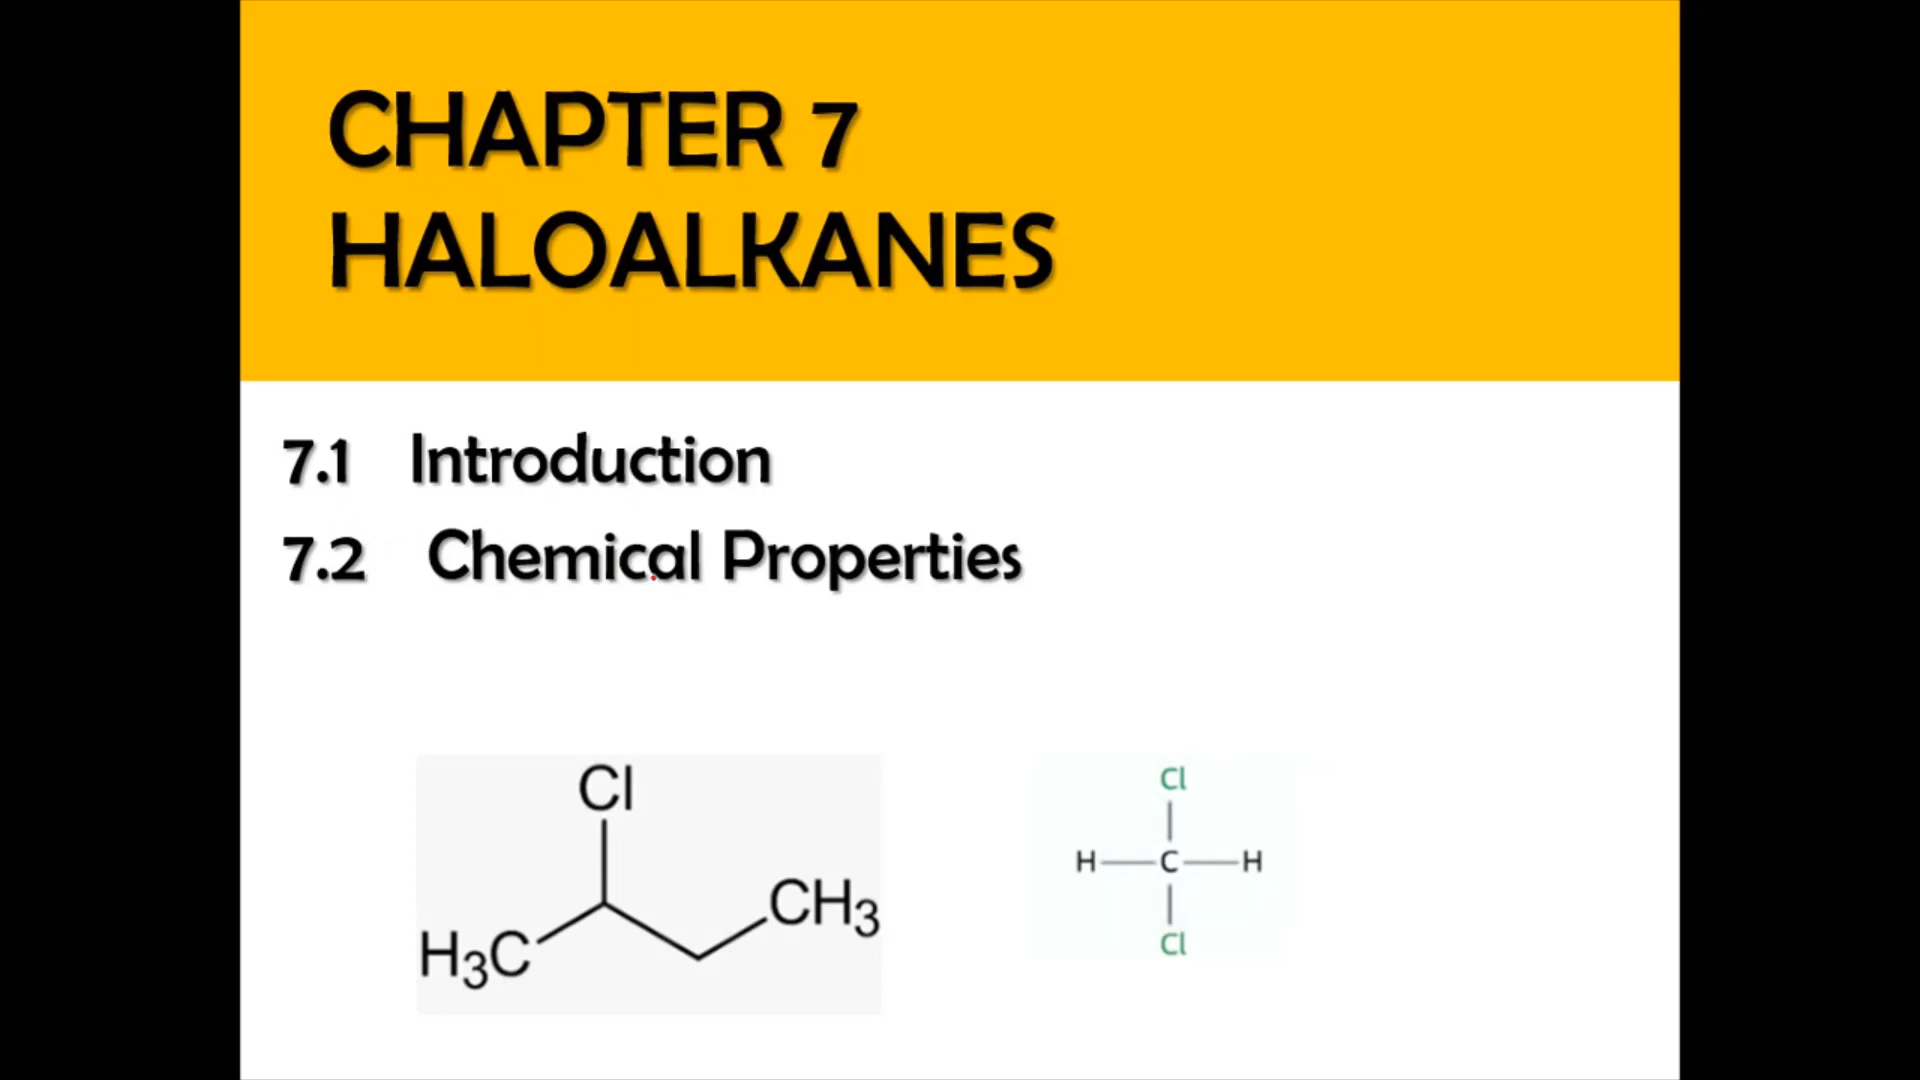 CHAPTER 7
HALOALKANES
7.1 Introduction
7.2 Chemical Properties
Cl
CH3
H3C
Cl
H C H
Cl